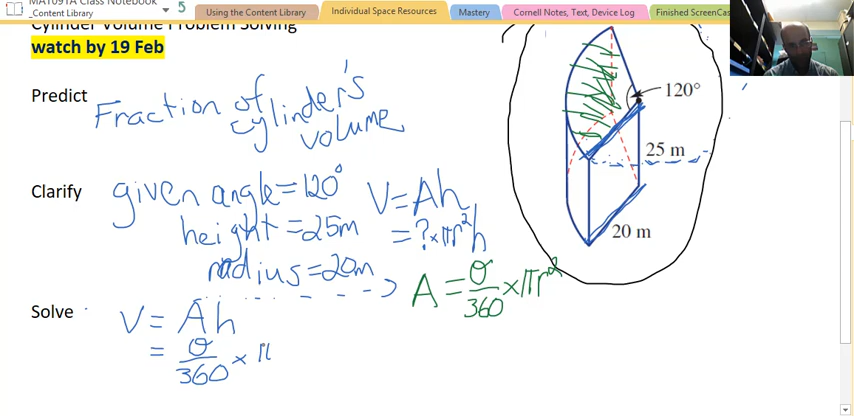 MAT091A Class Notebook
- Content Library
5
Using the Content Library
Individual Space Resources
Mastery
Cornell Notes, Text, Device Log
Finished ScreenCas
Cylinder Volume Problem Solving
watch by 19 Feb
Predict
Fraction of cylinder's volume
Clarify
given angle=120°
height=25m
radius=20m
V=Ah
=?×πr²h
A=θ/360×πr²
120°
25 m
20 m
Solve
V = Ah
= θ/360 × π